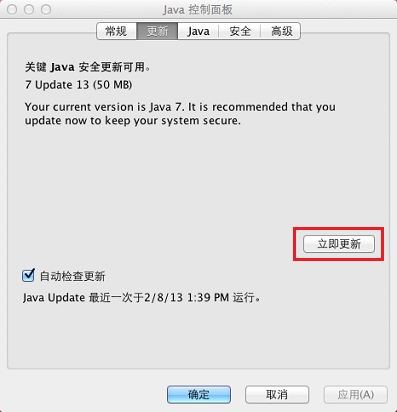 Java 控制面板
常规 更新 Java 安全 高级
关键 Java 安全更新可用。
7 Update 13 (50 MB)
Your current version is Java 7. It is recommended that you
update now to keep your system secure.
立即更新
自动检查更新
Java Update 最近一次于2/8/13 1:39 PM 运行。
确定 取消 应用(A)